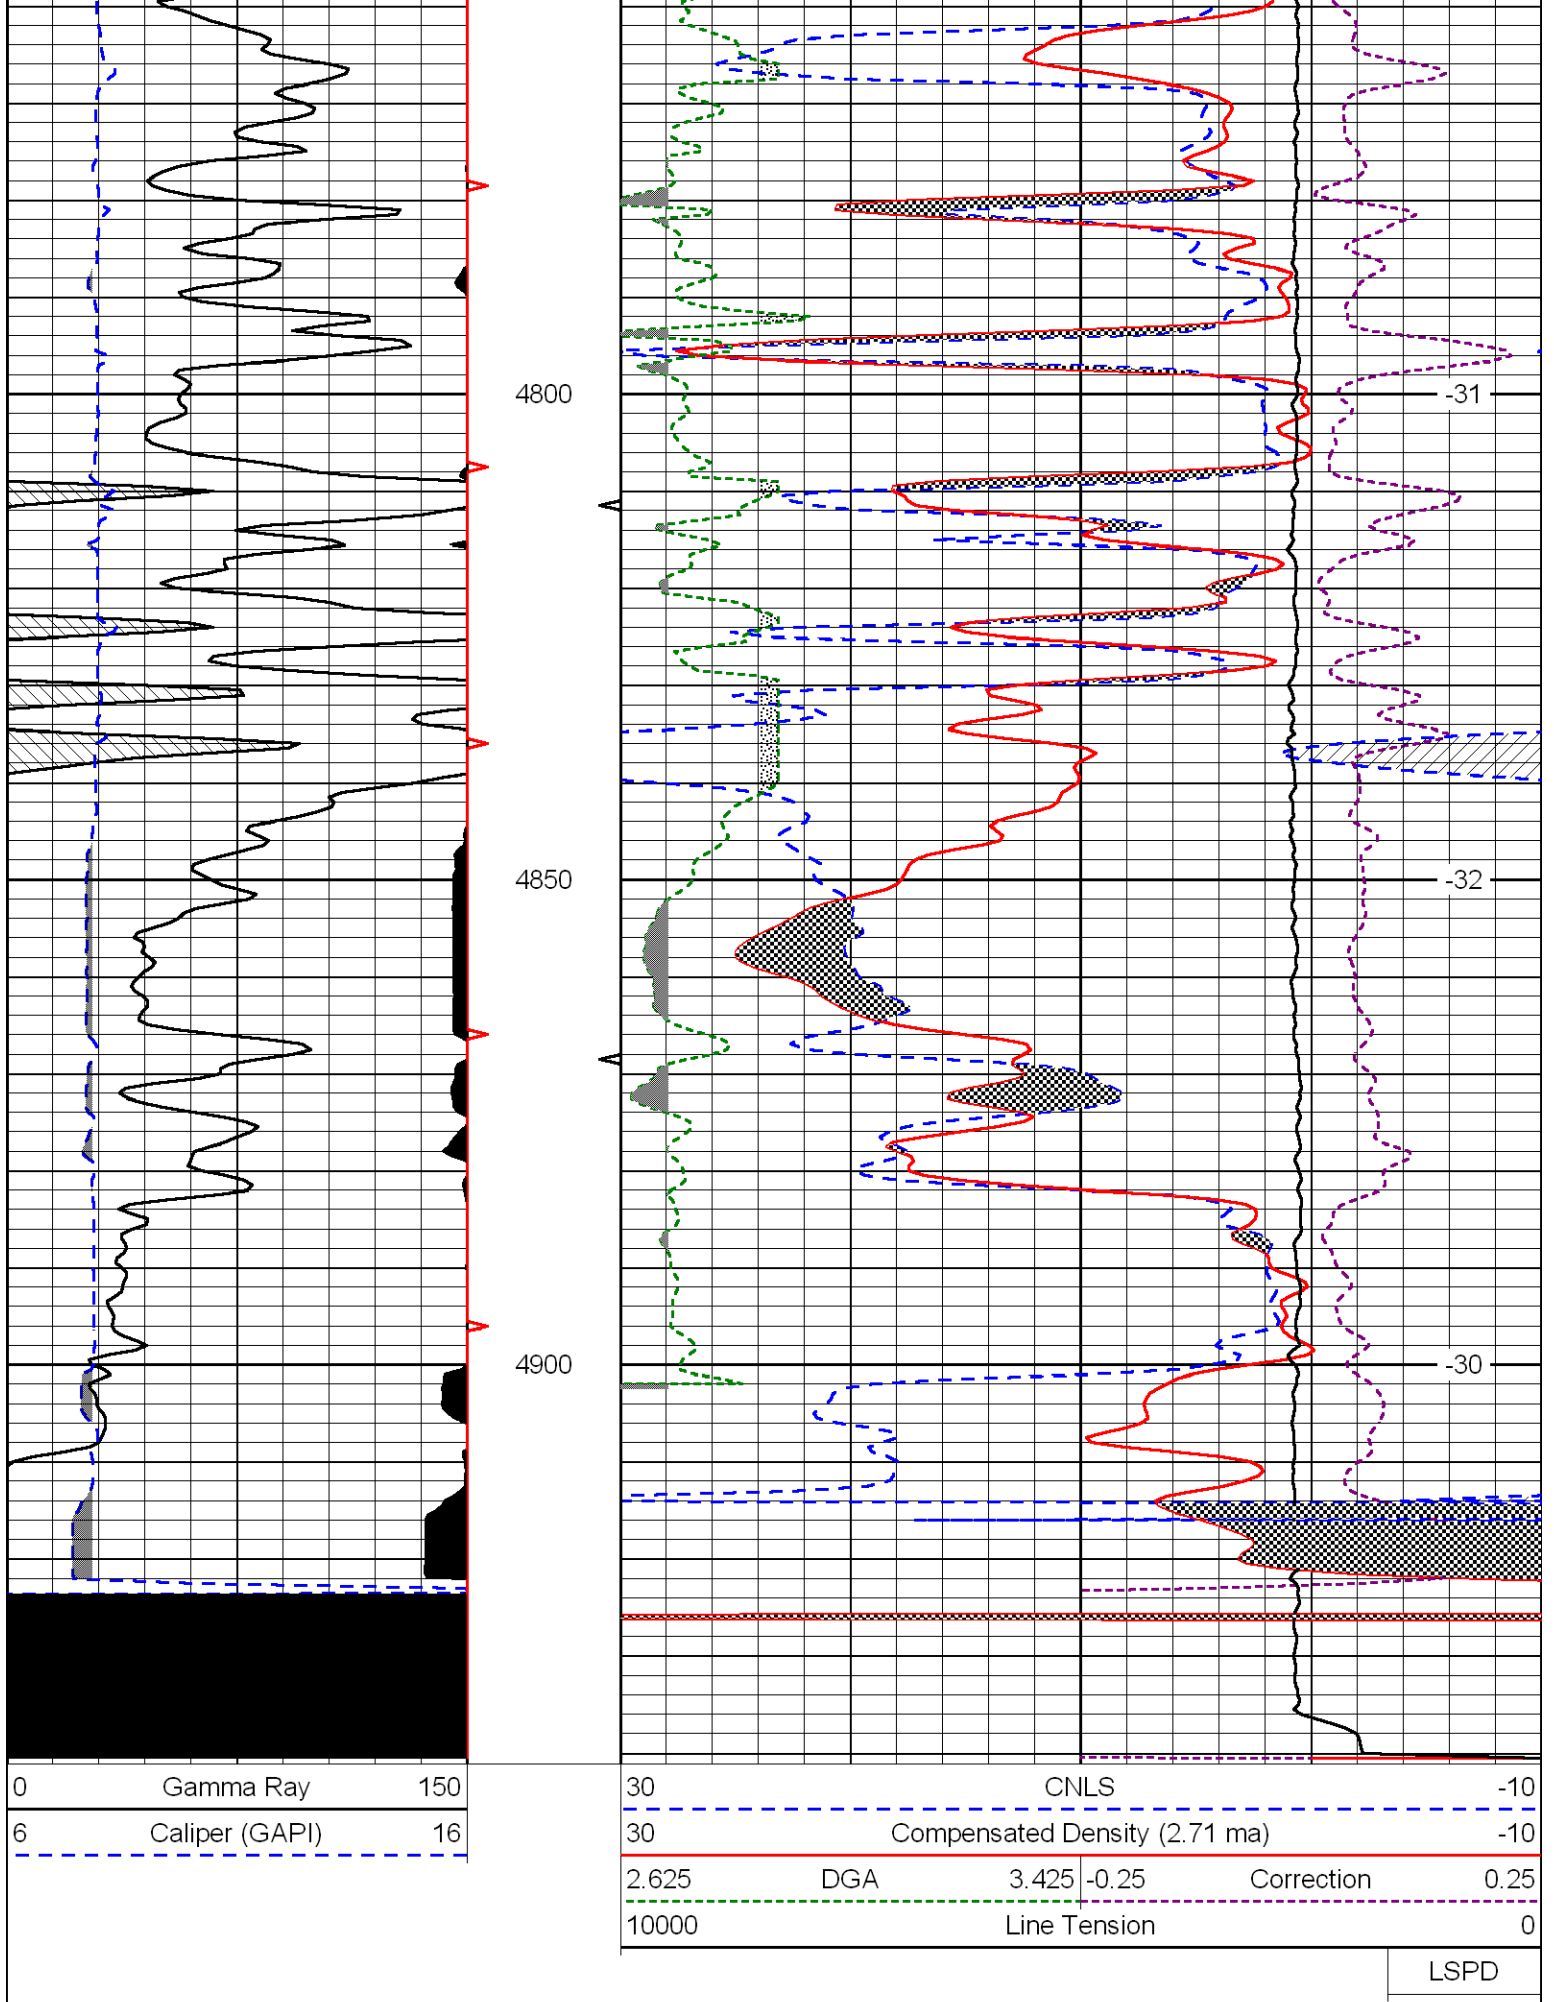 4800 -31
4850 -32
4900 -30
0 Gamma Ray 150
6 Caliper (GAPI) 16
30 CNLS -10
30 Compensated Density (2.71 ma) -10
2.625 DGA 3.425 -0.25 Correction 0.25
10000 Line Tension 0
LSPD